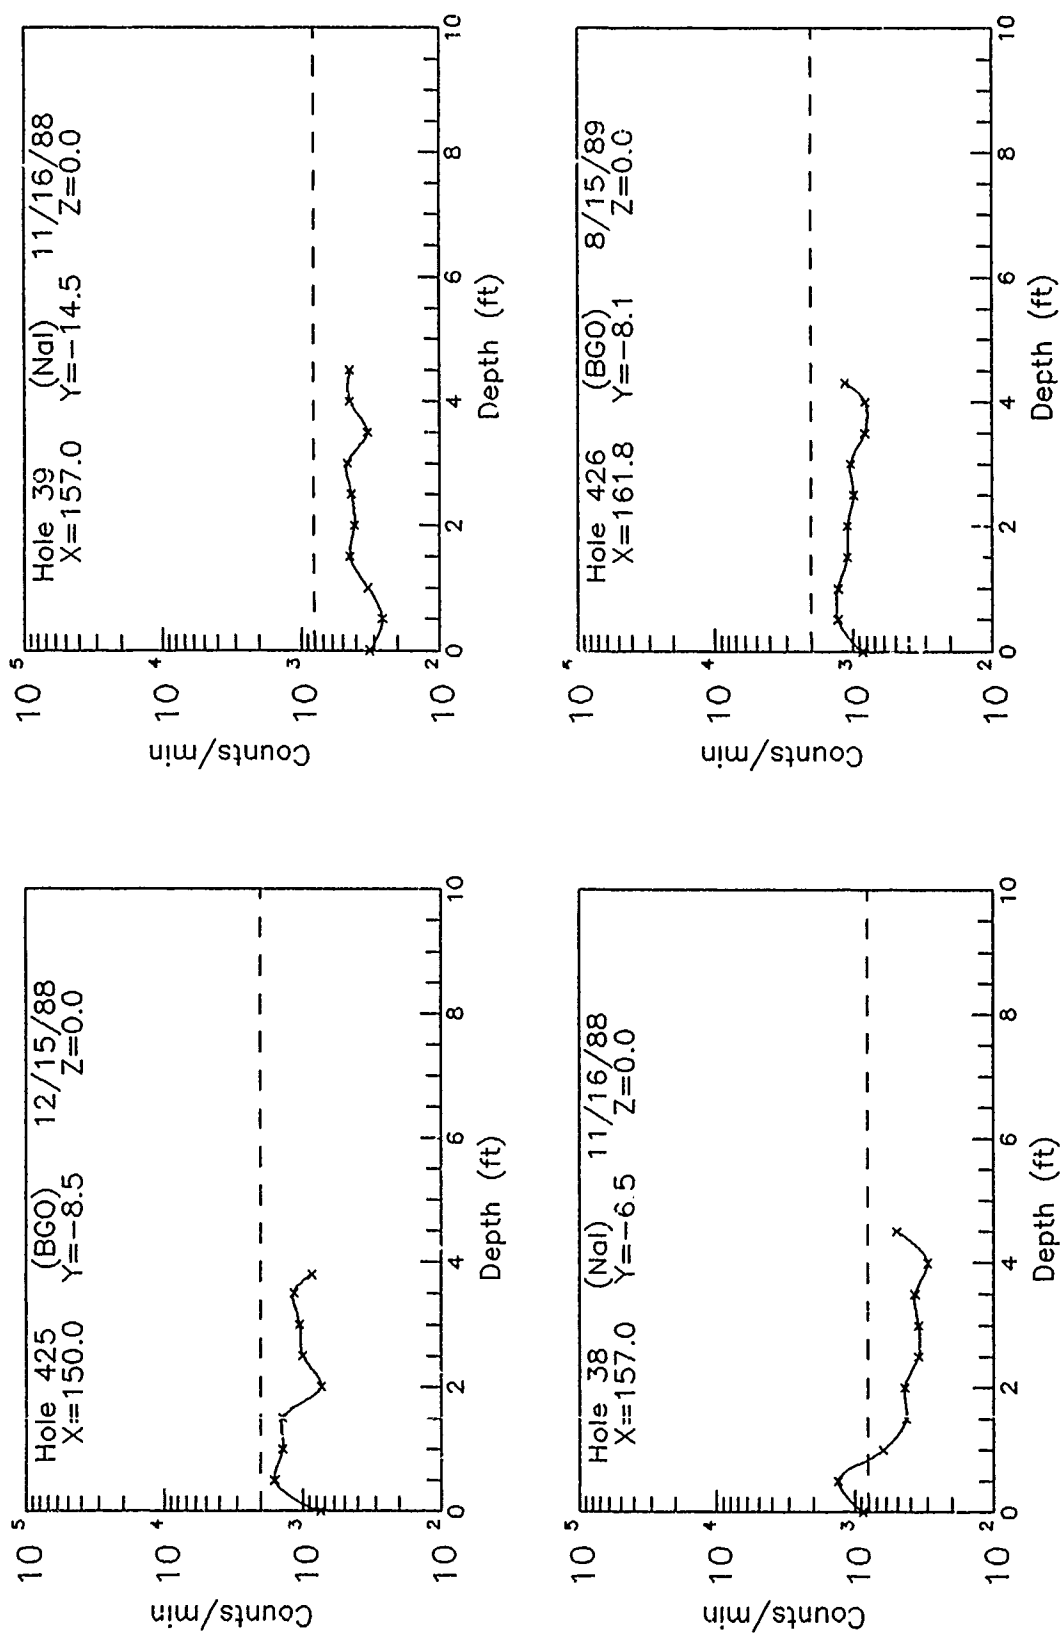 Hole 425 (BGO) 12/15/88
X=150.0 Y=-8.5 Z=0.0
10 5
10 4
10 3
10 2
Counts/min
0 2 4 6 8 10
Depth (ft)
Hole 39 (NaI) 11/16/88
X=157.0 Y=-14.5 Z=0.0
10 5
10 4
10 3
10 2
Counts/min
0 2 4 6 8 10
Depth (ft)
Hole 38 (NaI) 11/16/88
X=157.0 Y=-6.5 Z=0.0
10 5
10 4
10 3
10 2
Counts/min
0 2 4 6 8 10
Depth (ft)
Hole 426 (BGO) 8/15/89
X=161.8 Y=-8.1 Z=0.0
10 5
10 4
10 3
10 2
Counts/min
0 2 4 6 8 10
Depth (ft)